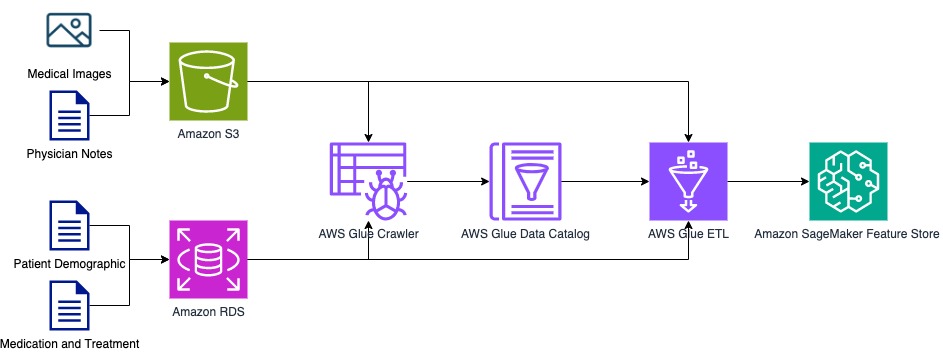 Medical Images
Physician Notes
Amazon S3
AWS Glue Crawler
AWS Glue Data Catalog
AWS Glue ETL
Amazon SageMaker Feature Store
Patient Demographic
Amazon RDS
Medication and Treatment